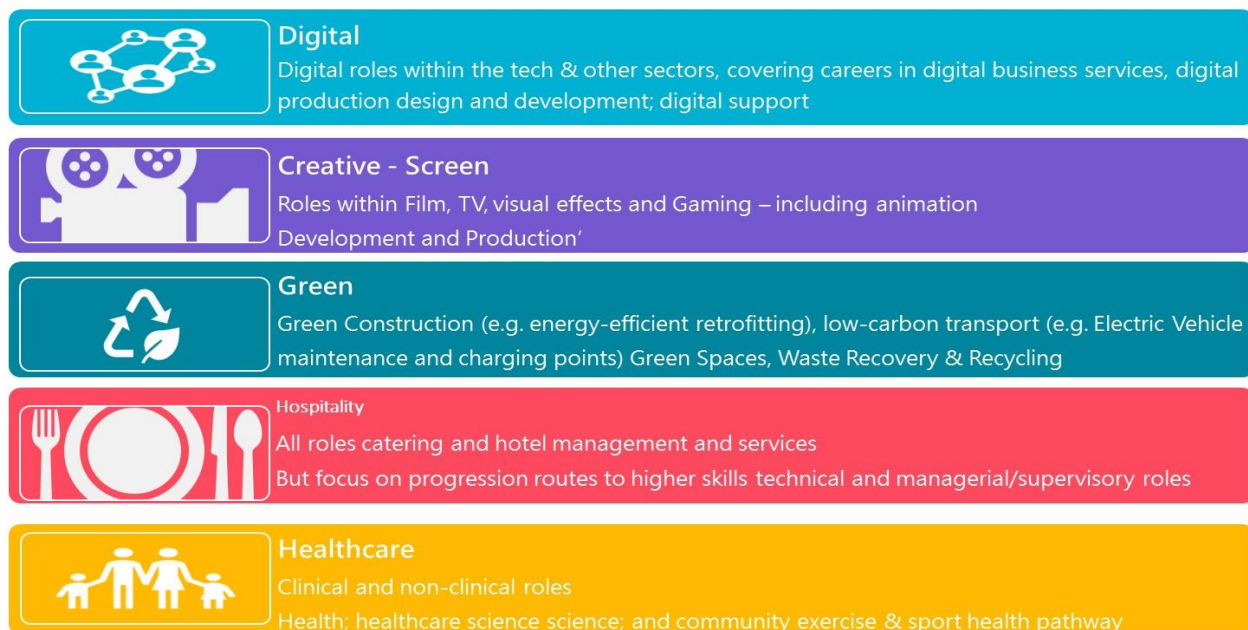 Digital
Digital roles within the tech & other sectors, covering careers in digital business services, digital
production design and development; digital support
Creative - Screen
Roles within Film, TV, visual effects and Gaming – including animation
Development and Production’
Green
Green Construction (e.g. energy-efficient retrofitting), low-carbon transport (e.g. Electric Vehicle
maintenance and charging points) Green Spaces, Waste Recovery & Recycling
Hospitality
All roles catering and hotel management and services
But focus on progression routes to higher skills technical and managerial/supervisory roles
Healthcare
Clinical and non-clinical roles
Health; healthcare science science; and community exercise & sport health pathway